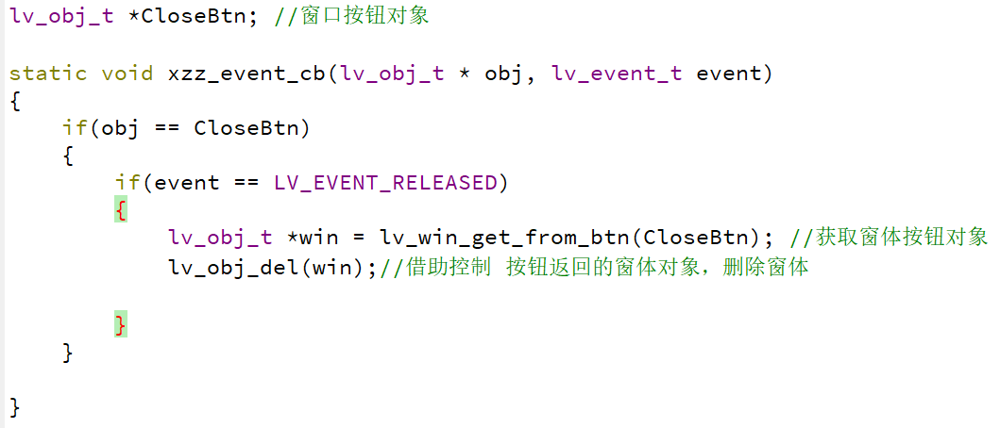 lv_obj_t *CloseBtn; //窗口按钮对象
static void xzz_event_cb(lv_obj_t * obj, lv_event_t event)
{
if(obj == CloseBtn)
{
if(event == LV_EVENT_RELEASED)
{
lv_obj_t *win = lv_win_get_from_btn(CloseBtn); //获取窗体按钮对象
lv_obj_del(win);//借助控制 按钮返回的窗体对象，删除窗体
}
}
}